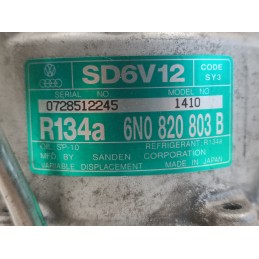 SD6V12 CODE SY3
SERIAL NO. MODEL NO
0728512245 1410
R134a 6N0 820 803 B
OIL SP-10 REFRIGERANT R134a
MFD. BY SANDEN CORPORATION
VARIABLE DISPLACEMENT MADE IN JAPAN